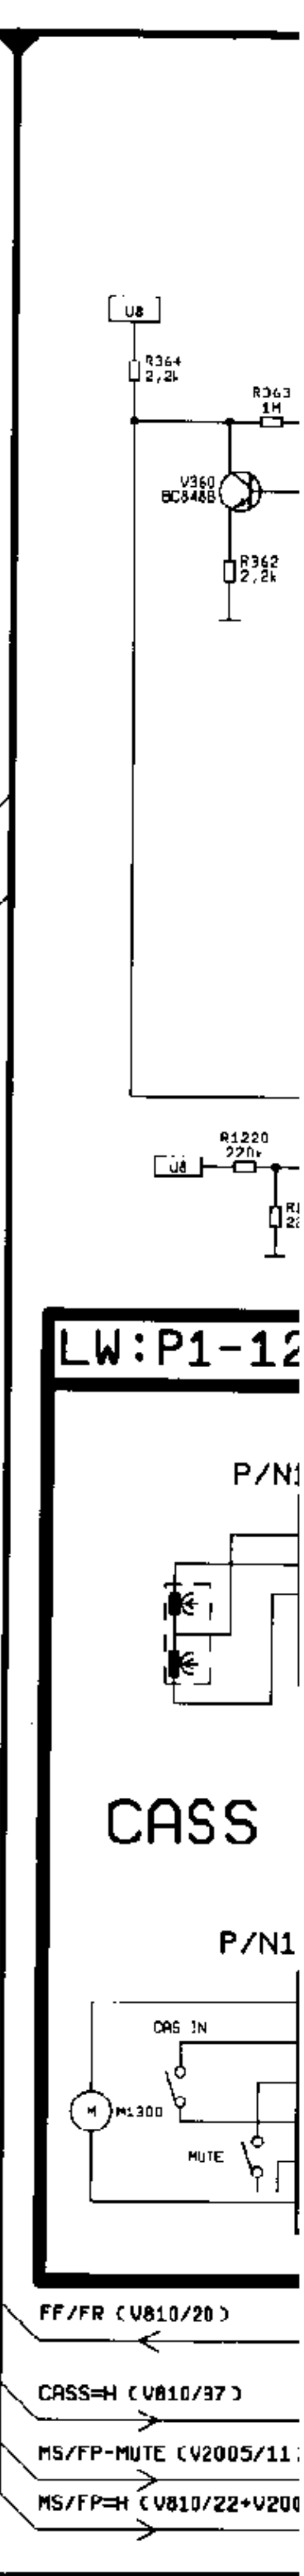 U8
R364
2,2k
R363
1M
V360
BC848B
R362
2,2k
R1220
220k
U8
LW:P1-12
P/N1
CASS
P/N1
CAS IN
M
M1300
MUTE
FF/FR (V810/20)
CASS=H (V810/37)
MS/FP-MUTE (V2005/11
MS/FP=H (V810/22+V200